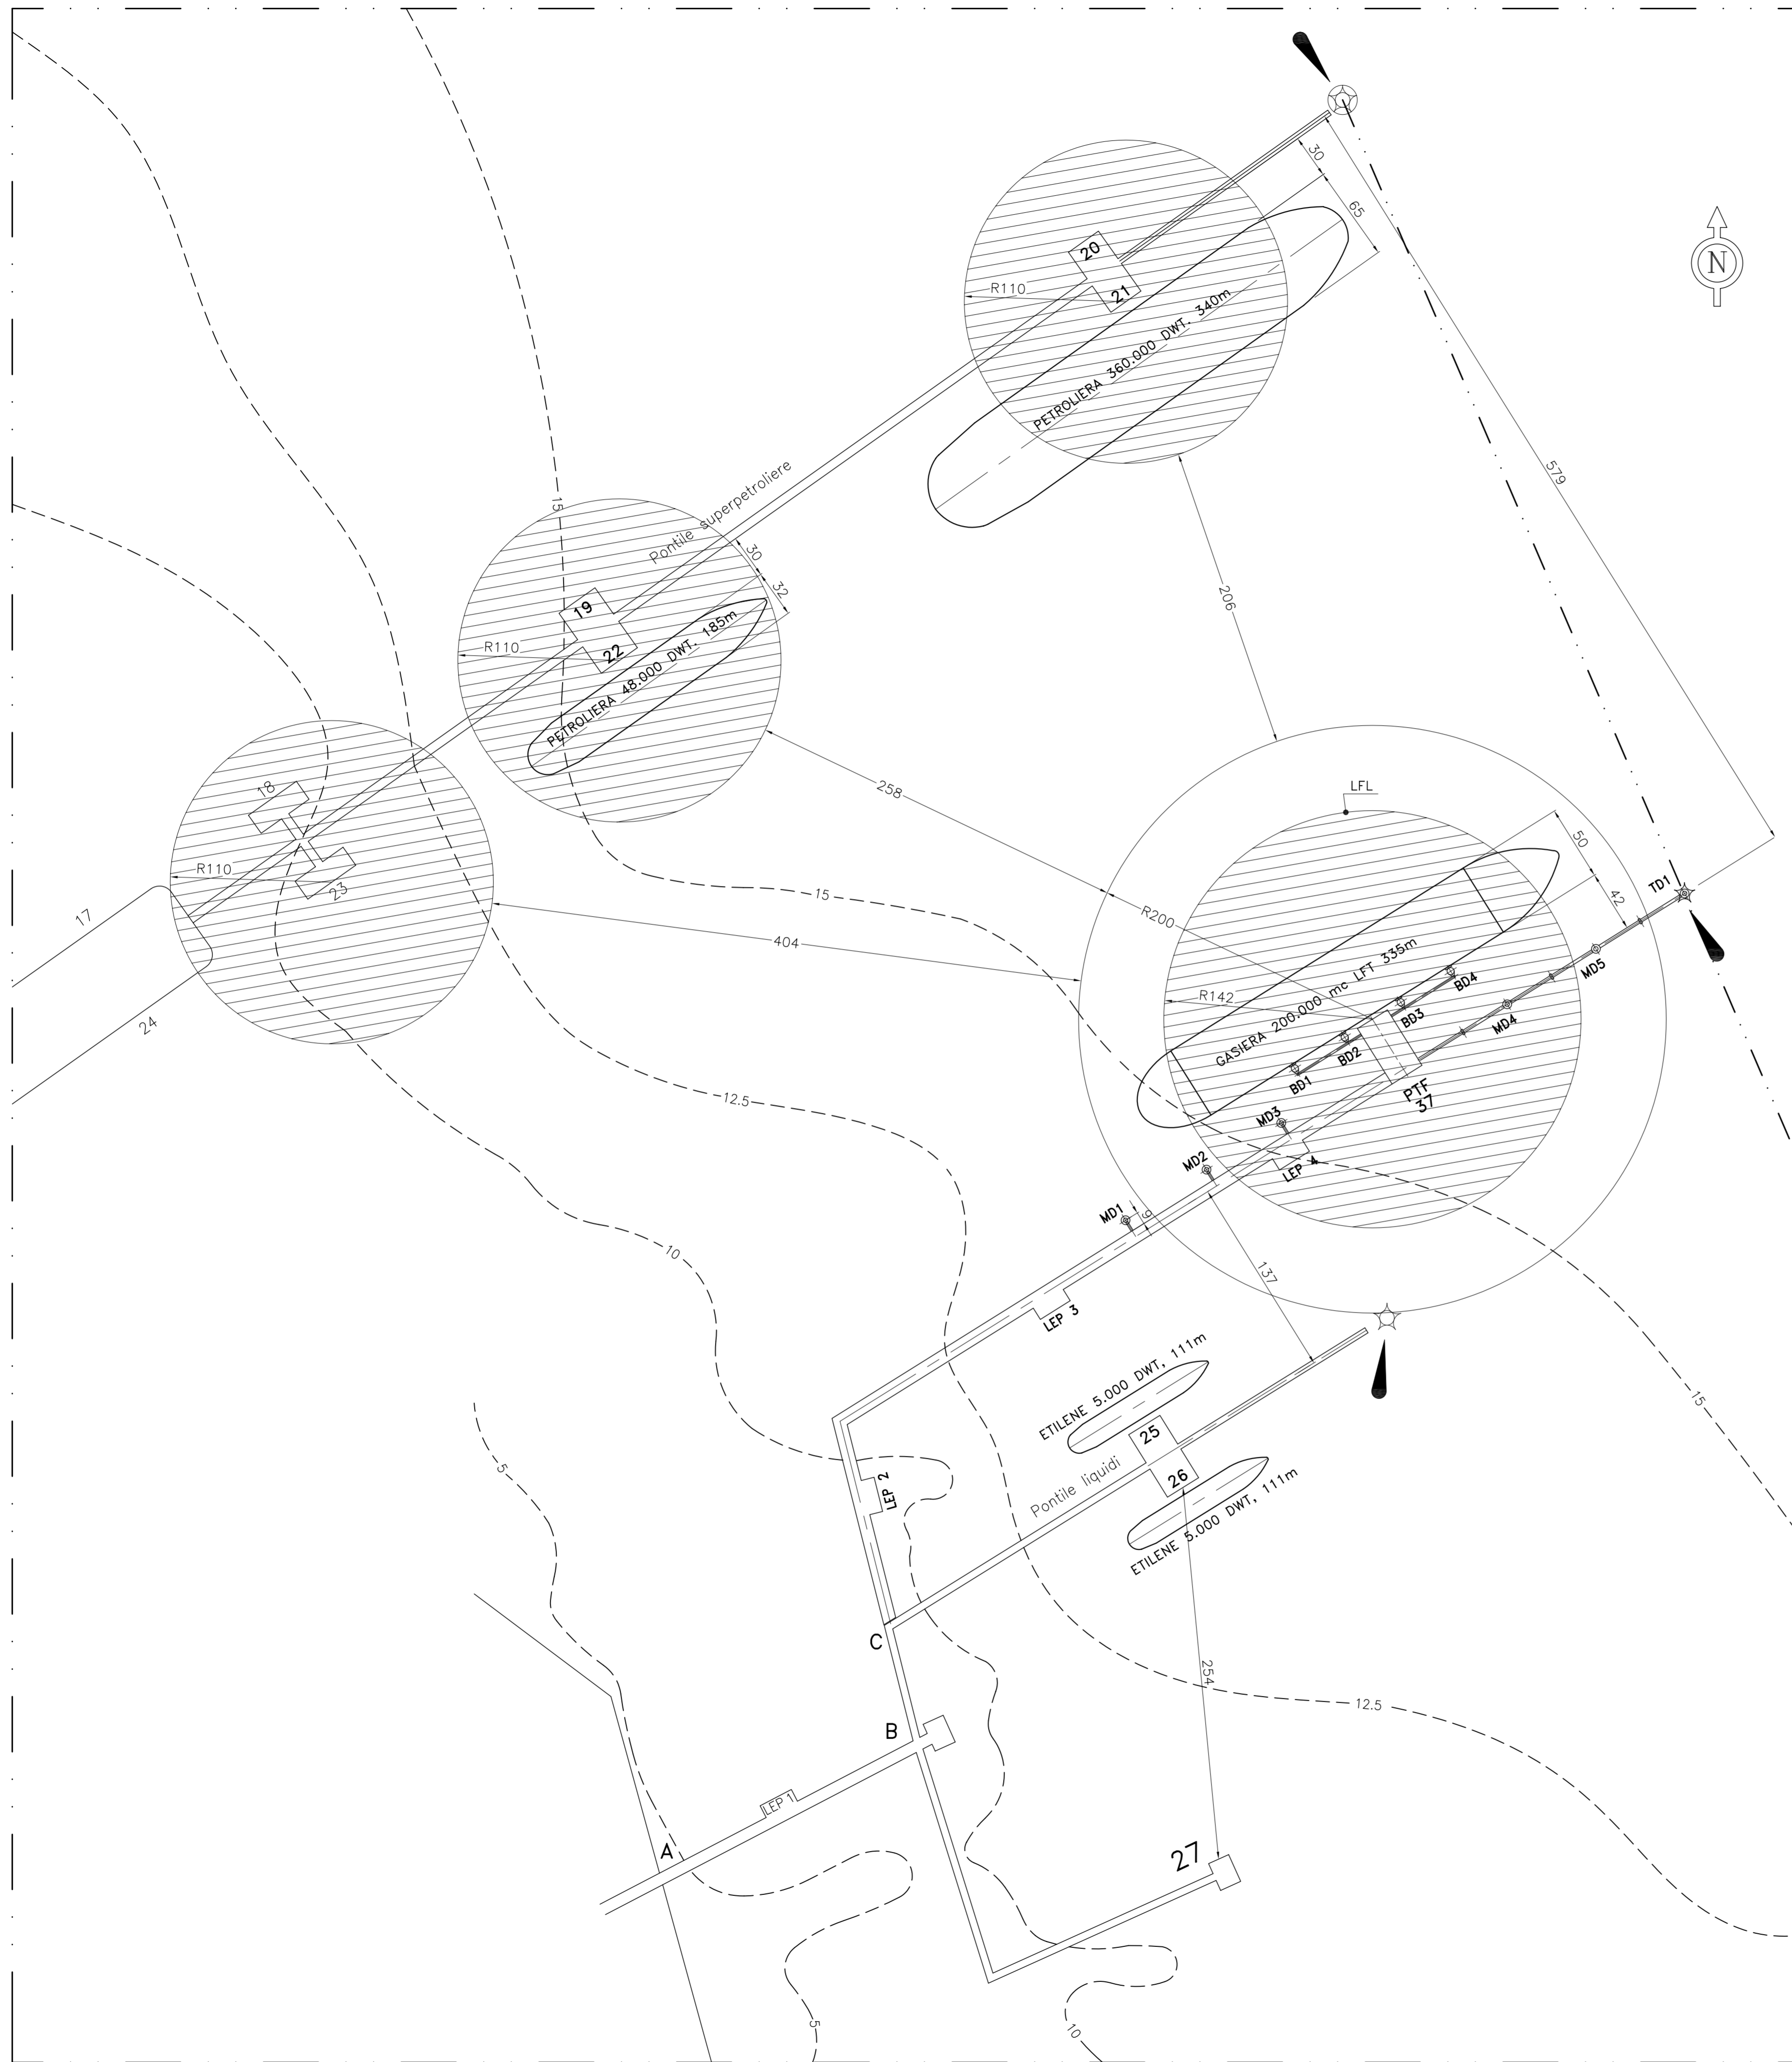 30
65
N
20
21
R110
PETROLIERA 360.000 DWT. 340m
579
Pontile superpetroliere
15
30
32
19
22
R110
PETROLIERA 48.000 DWT. 185m
206
258
LFL
18
23
R110
17
24
404
15
R200
50
42
TD1
R142
GASIERA 200.000 mc LFT 335m
MD5
BD4
BD3
MD4
BD2
BD1
PTF
37
MD3
LEP 4
MD2
MD1
9
12.5
137
10
LEP 3
ETILENE 5.000 DWT, 111m
15
25
26
Pontile liquidi
ETILENE 5.000 DWT, 111m
5
LEP 2
C
254
12.5
B
LEP 1
A
27
5
10